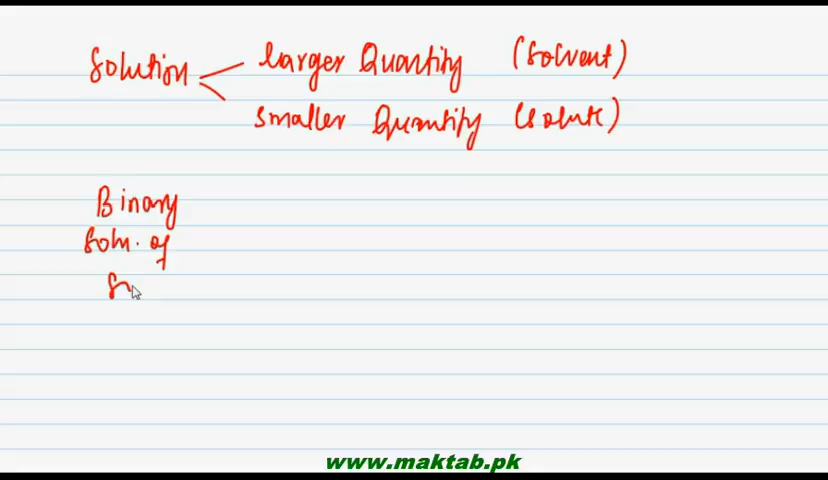 Solution
larger Quantity (Solvent)
smaller Quantity (Solute)
Binary
Soln. of
www.maktab.pk